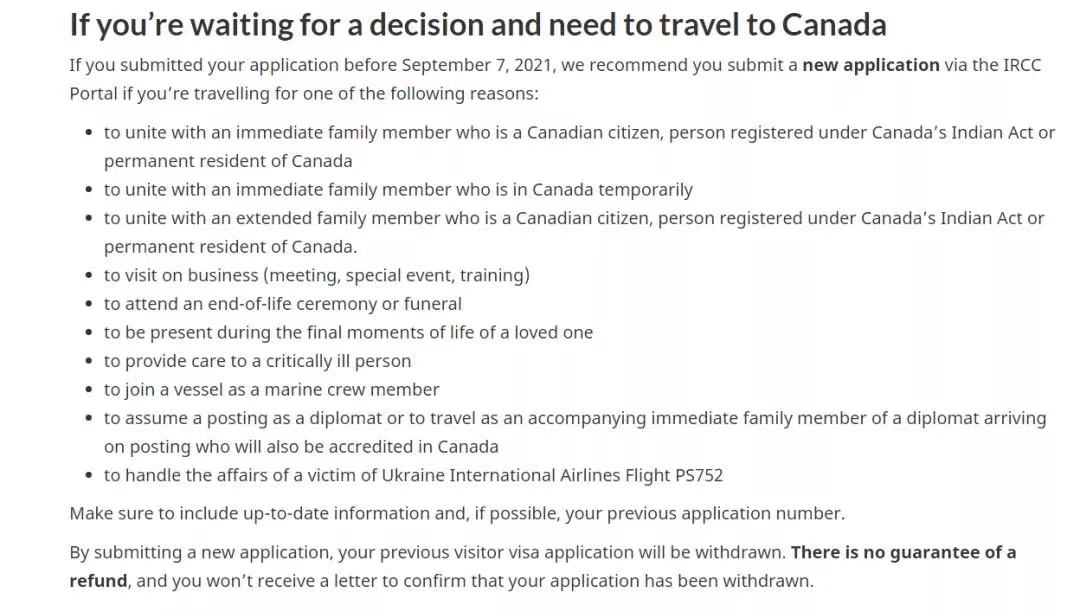 If you’re waiting for a decision and need to travel to Canada
If you submitted your application before September 7, 2021, we recommend you submit a new application via the IRCC
Portal if you’re travelling for one of the following reasons:
• to unite with an immediate family member who is a Canadian citizen, person registered under Canada’s Indian Act or
permanent resident of Canada
• to unite with an immediate family member who is in Canada temporarily
• to unite with an extended family member who is a Canadian citizen, person registered under Canada’s Indian Act or
permanent resident of Canada.
• to visit on business (meeting, special event, training)
• to attend an end-of-life ceremony or funeral
• to be present during the final moments of life of a loved one
• to provide care to a critically ill person
• to join a vessel as a marine crew member
• to assume a posting as a diplomat or to travel as an accompanying immediate family member of a diplomat arriving
on posting who will also be accredited in Canada
• to handle the affairs of a victim of Ukraine International Airlines Flight PS752
Make sure to include up-to-date information and, if possible, your previous application number.
By submitting a new application, your previous visitor visa application will be withdrawn. There is no guarantee of a
refund, and you won’t receive a letter to confirm that your application has been withdrawn.